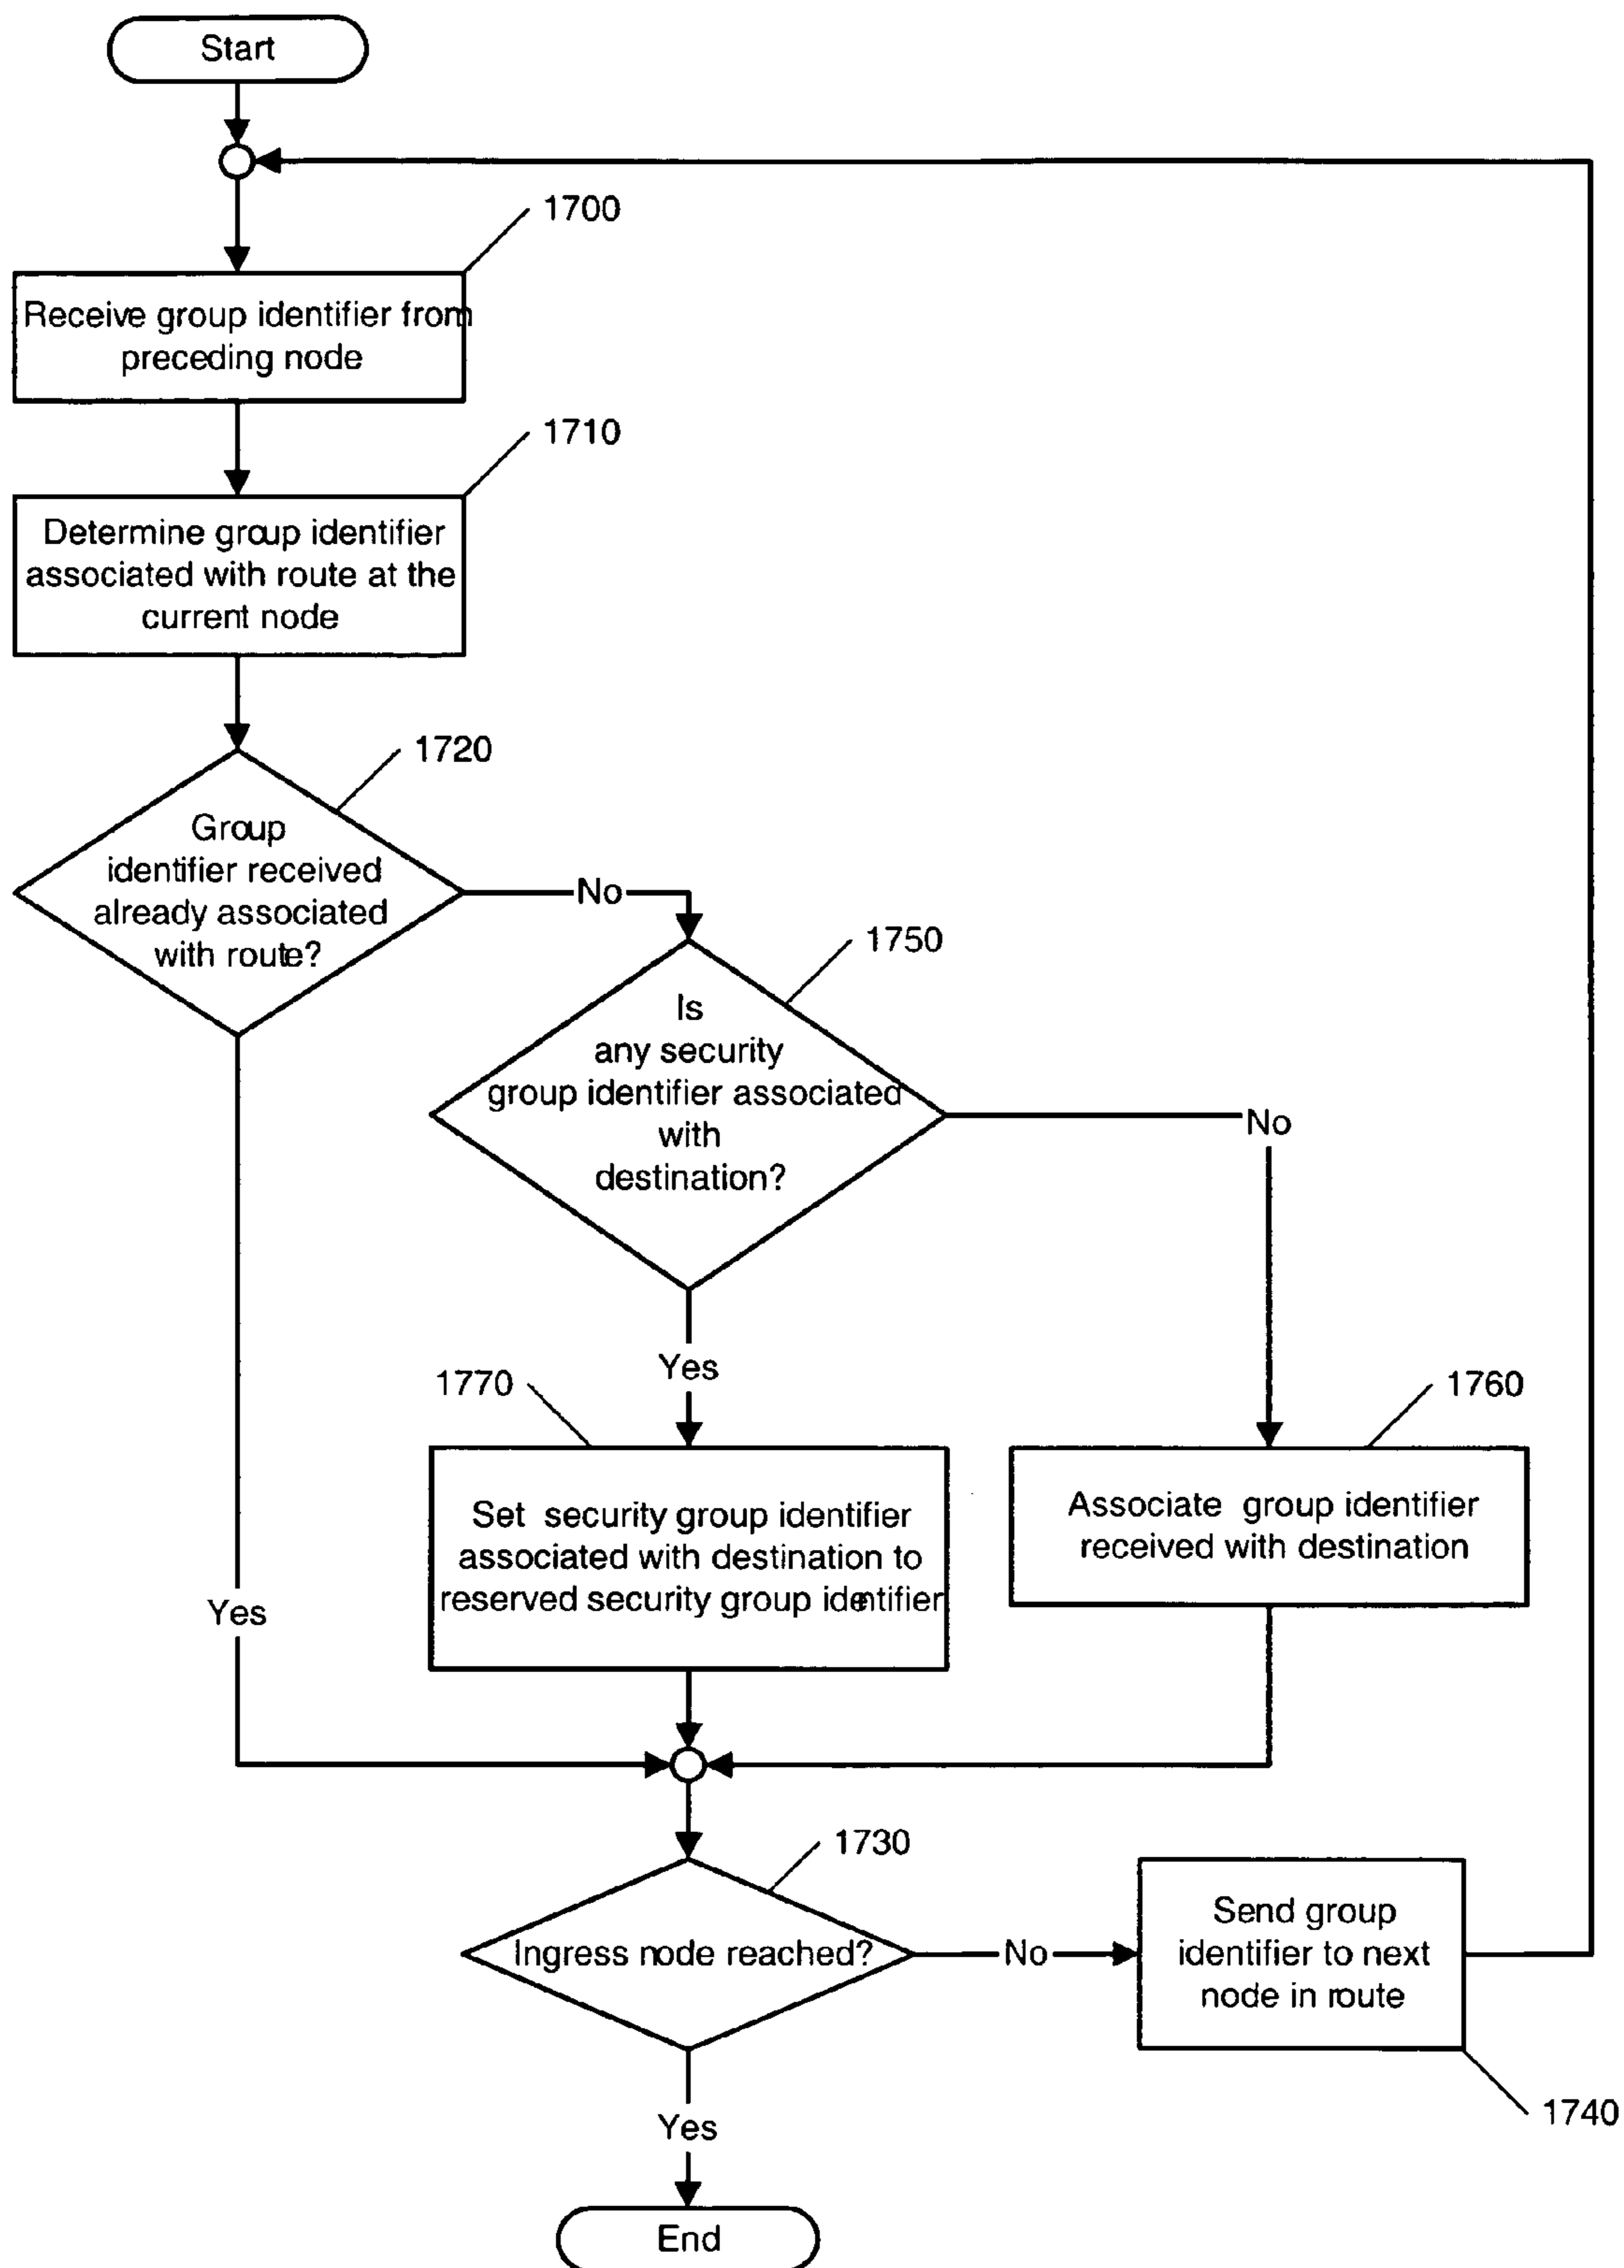 Start
1700
Receive group identifier from
preceding node
1710
Determine group identifier
associated with route at the
current node
1720
Group
identifier received
already associated
with route?
No
1750
Is
any security
group identifier associated
with
destination?
No
Yes
1770
1760
Set security group identifier
associated with destination to
reserved security group identifier
Associate group identifier
received with destination
Yes
1730
Ingress node reached?
No
Send group
identifier to next
node in route
1740
Yes
End